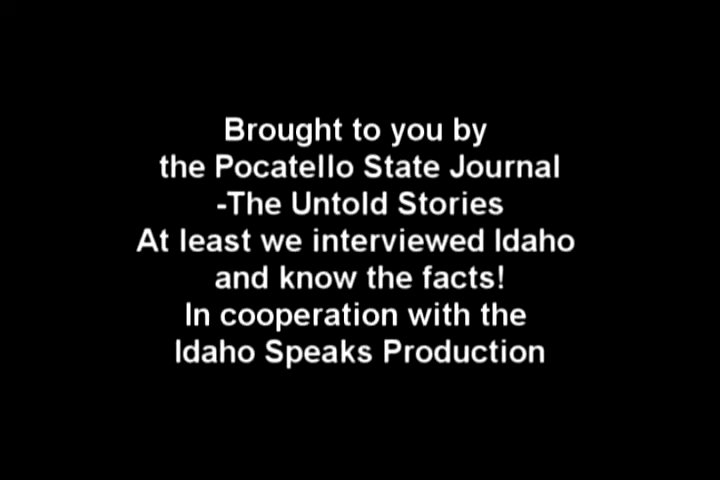 Brought to you by
the Pocatello State Journal
-The Untold Stories
At least we interviewed Idaho
and know the facts!
In cooperation with the
Idaho Speaks Production